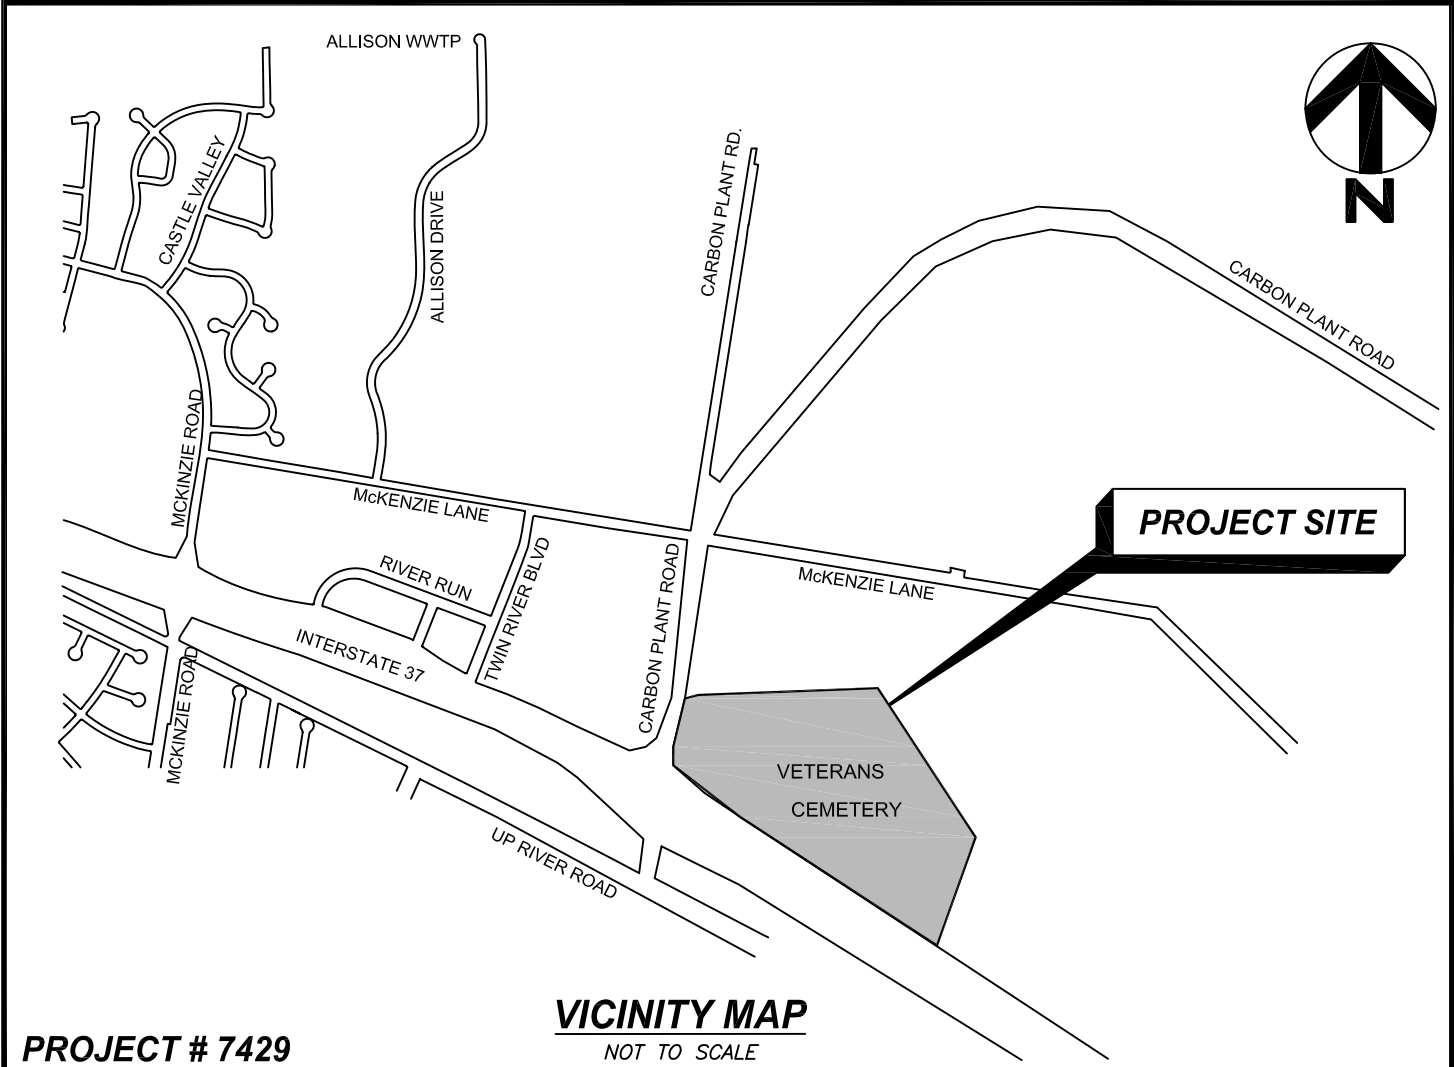 ALLISON WWTP
N
CASTLE VALLEY
ALLISON DRIVE
CARBON PLANT RD.
CARBON PLANT ROAD
MCKINZIE ROAD
McKENZIE LANE
PROJECT SITE
RIVER RUN
TWIN RIVER BLVD
CARBON PLANT ROAD
McKENZIE LANE
INTERSTATE 37
MCKINZIE ROAD
VETERANS
CEMETERY
UP RIVER ROAD
VICINITY MAP
NOT TO SCALE
PROJECT # 7429